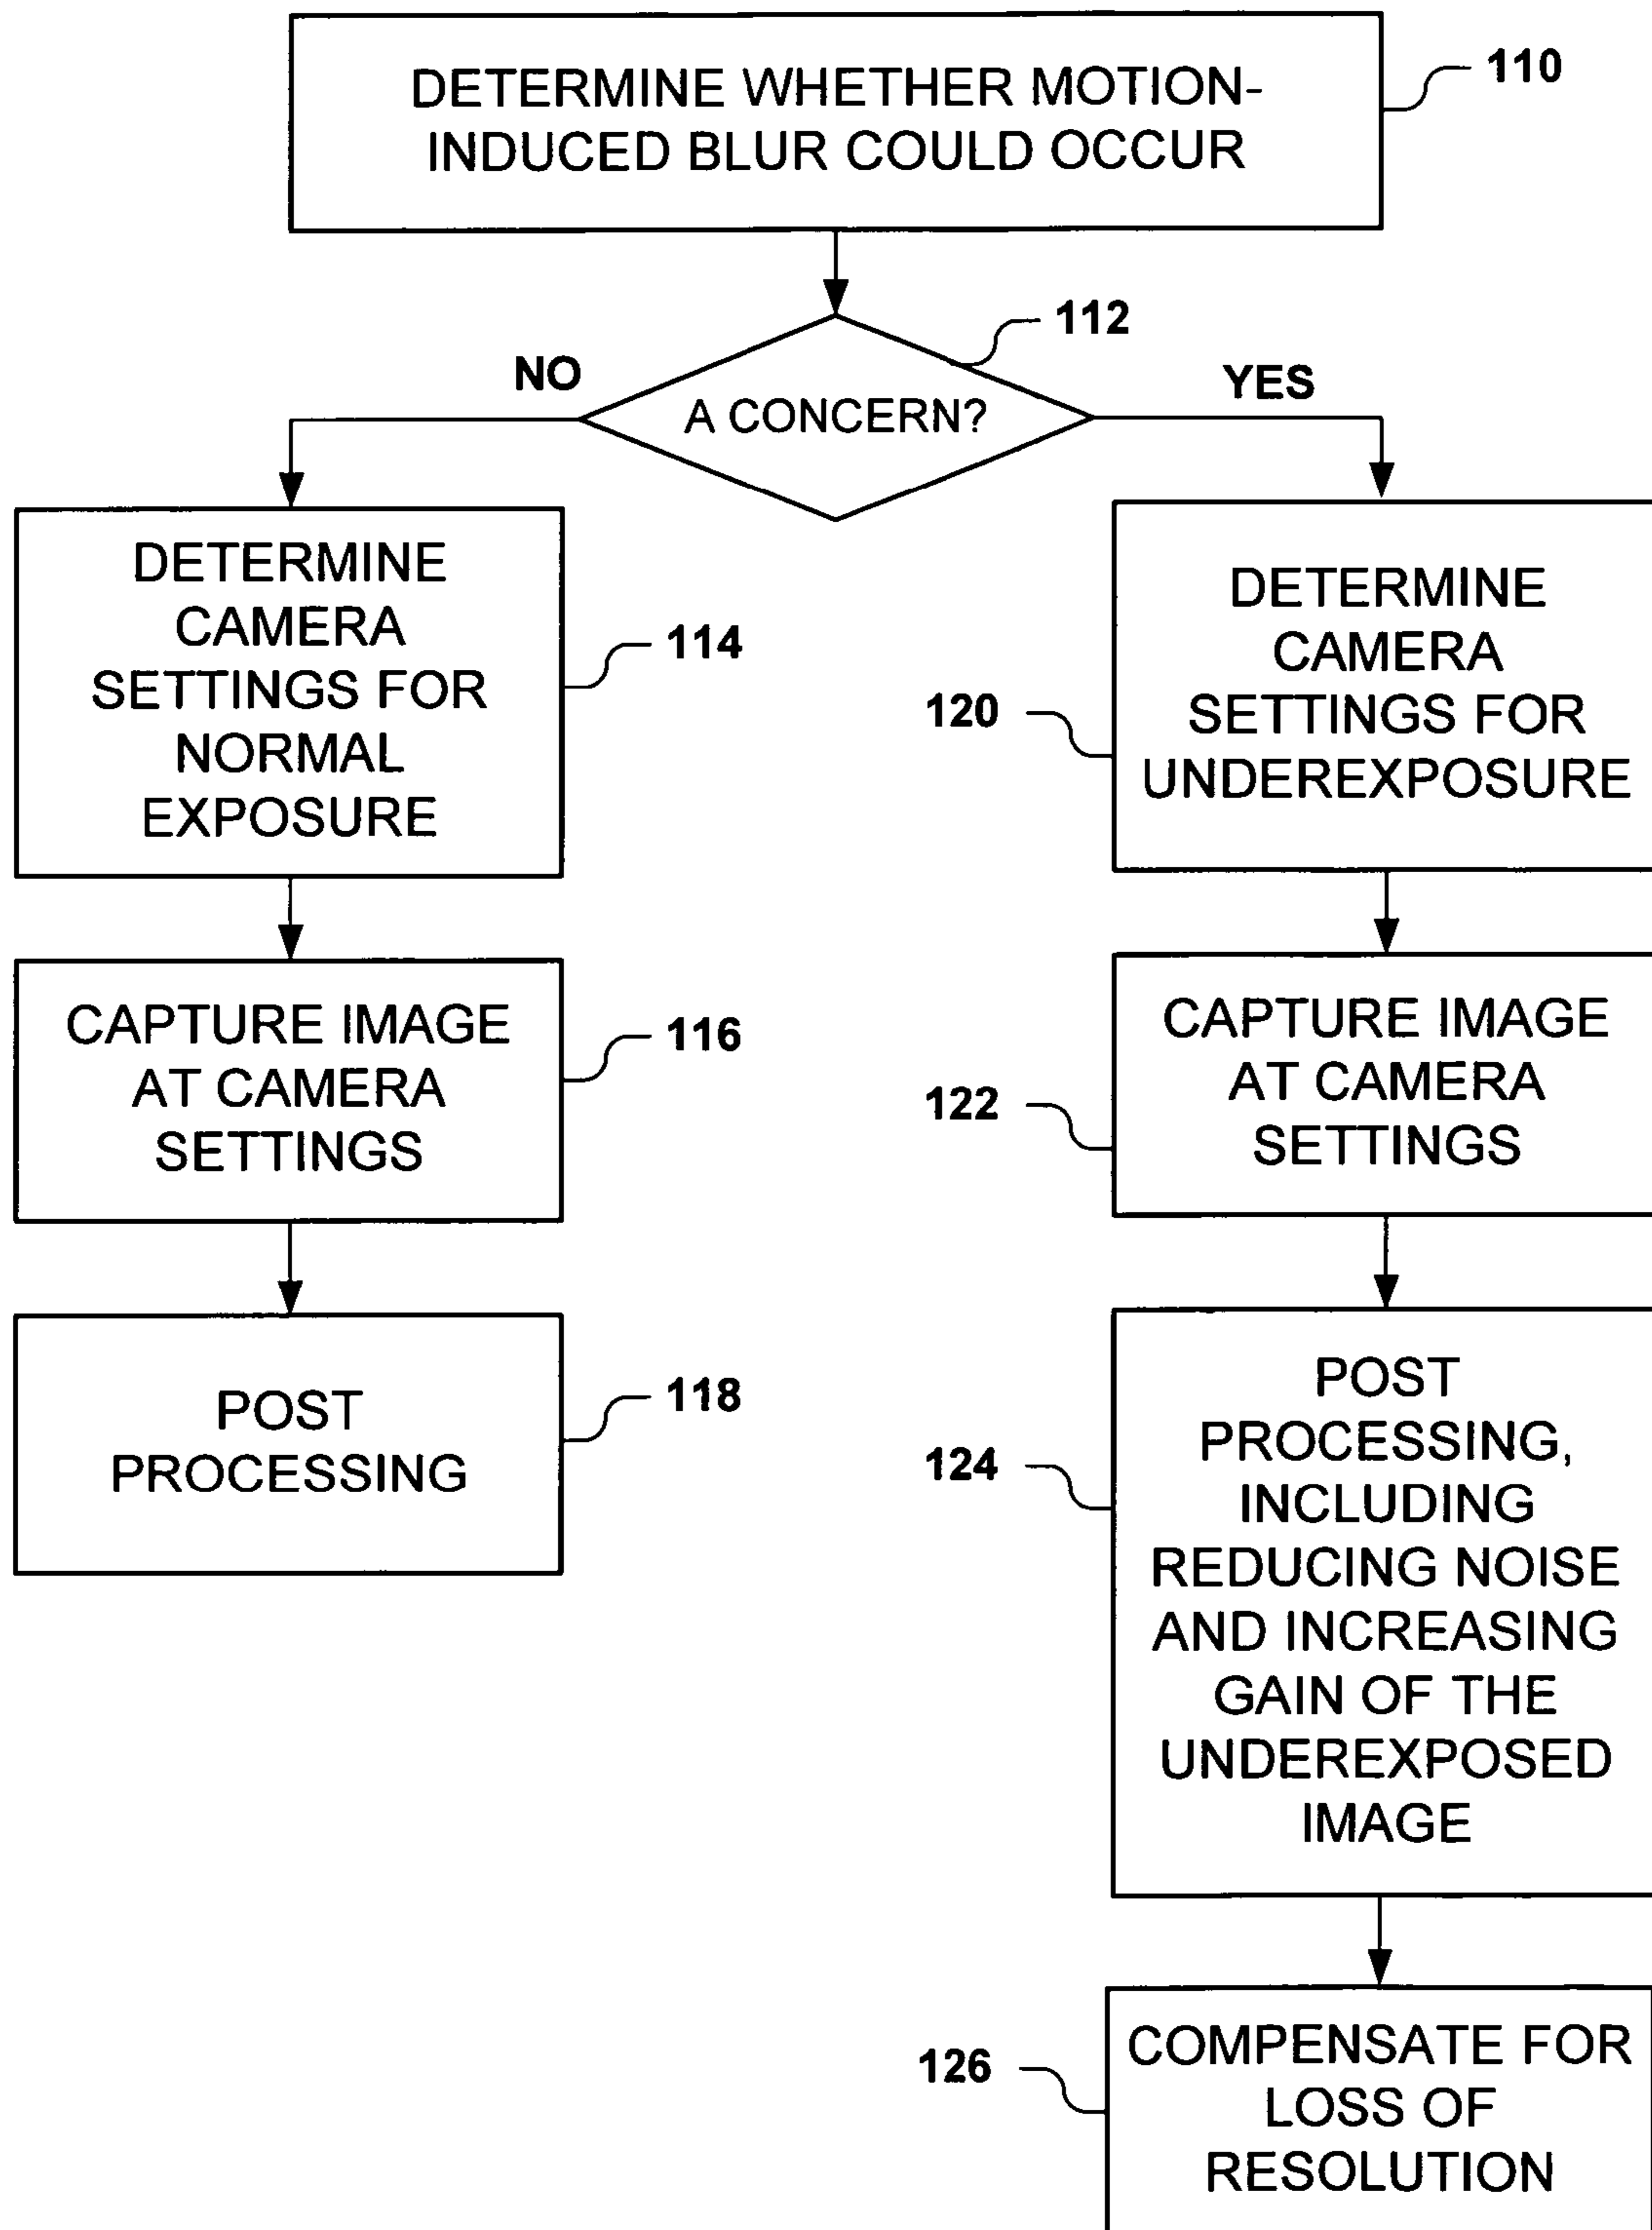 DETERMINE WHETHER MOTION-
INDUCED BLUR COULD OCCUR
110
112
NO
A CONCERN?
YES
DETERMINE
CAMERA
SETTINGS FOR
NORMAL
EXPOSURE
114
CAPTURE IMAGE
AT CAMERA
SETTINGS
116
POST
PROCESSING
118
DETERMINE
CAMERA
SETTINGS FOR
UNDEREXPOSURE
120
CAPTURE IMAGE
AT CAMERA
SETTINGS
122
POST
PROCESSING,
INCLUDING
REDUCING NOISE
AND INCREASING
GAIN OF THE
UNDEREXPOSED
IMAGE
124
COMPENSATE FOR
LOSS OF
RESOLUTION
126